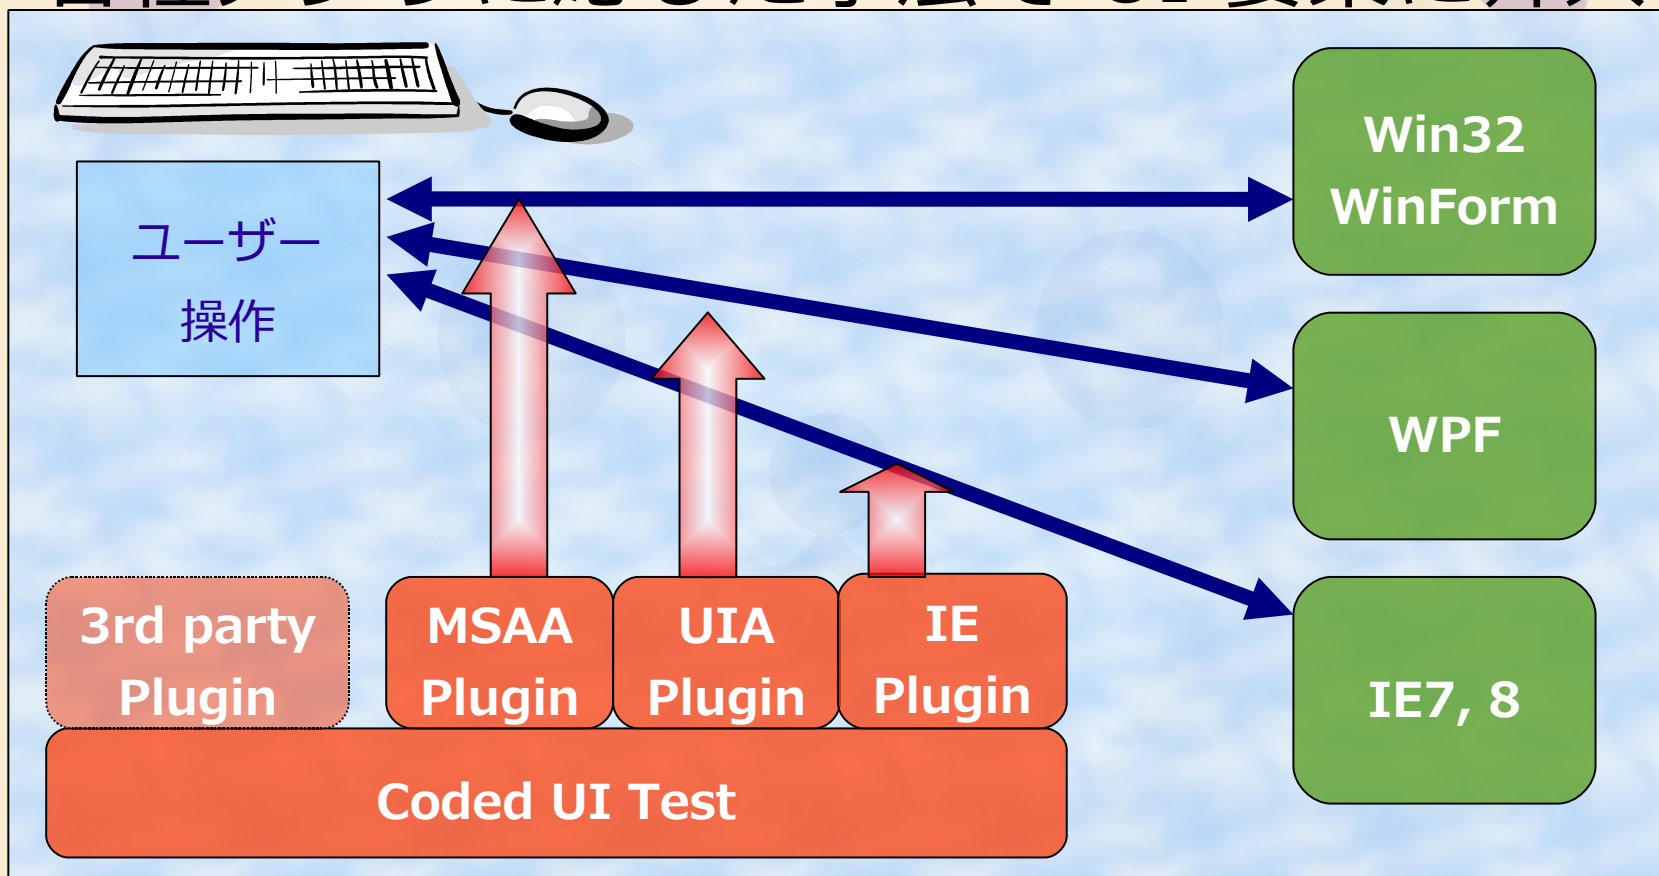 ユーザー
操作
Win32
WinForm
WPF
IE7, 8
3rd party
Plugin
MSAA
Plugin
UIA
Plugin
IE
Plugin
Coded UI Test